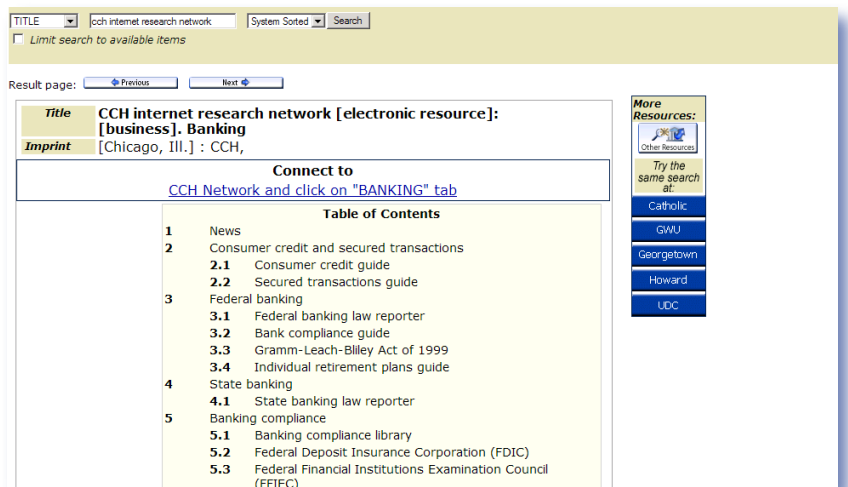 TITLE cch internet research network System Sorted Search
Limit search to available items
Result page: Previous Next
Title CCH internet research network [electronic resource]:
[business]. Banking
Imprint [Chicago, Ill.] : CCH,
Connect to
CCH Network and click on "BANKING" tab
Table of Contents
1 News
2 Consumer credit and secured transactions
2.1 Consumer credit guide
2.2 Secured transactions guide
3 Federal banking
3.1 Federal banking law reporter
3.2 Bank compliance guide
3.3 Gramm-Leach-Bliley Act of 1999
3.4 Individual retirement plans guide
4 State banking
4.1 State banking law reporter
5 Banking compliance
5.1 Banking compliance library
5.2 Federal Deposit Insurance Corporation (FDIC)
5.3 Federal Financial Institutions Examination Council
(FFIEC)
More
Resources:
Other Resources
Try the
same search
at:
Catholic
GWU
Georgetown
Howard
UDC